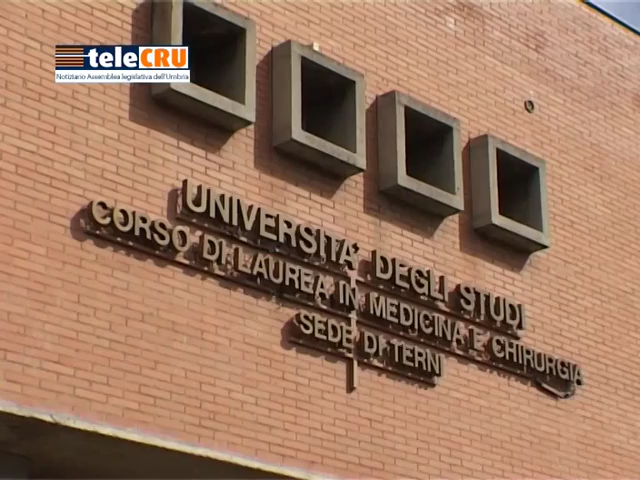 teleCRU
Notiziario Assemblea legislativa dell'Umbria
UNIVERSITA' DEGLI STUDI
CORSO DI LAUREA IN MEDICINA E CHIRURGIA
SEDE DI TERNI